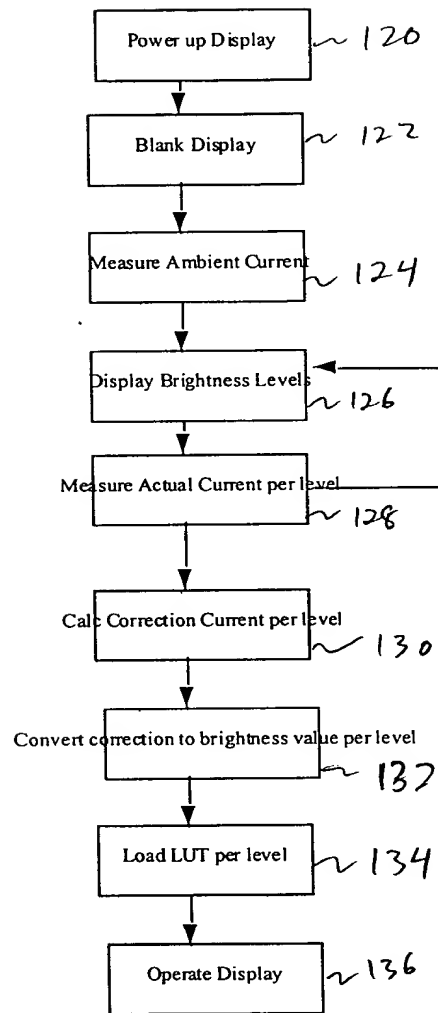 Power up Display
120
Blank Display
122
Measure Ambient Current
124
Display Brightness Levels
126
Measure Actual Current per level
128
Calc Correction Current per level
130
Convert correction to brightness value per level
132
Load LUT per level
134
Operate Display
136